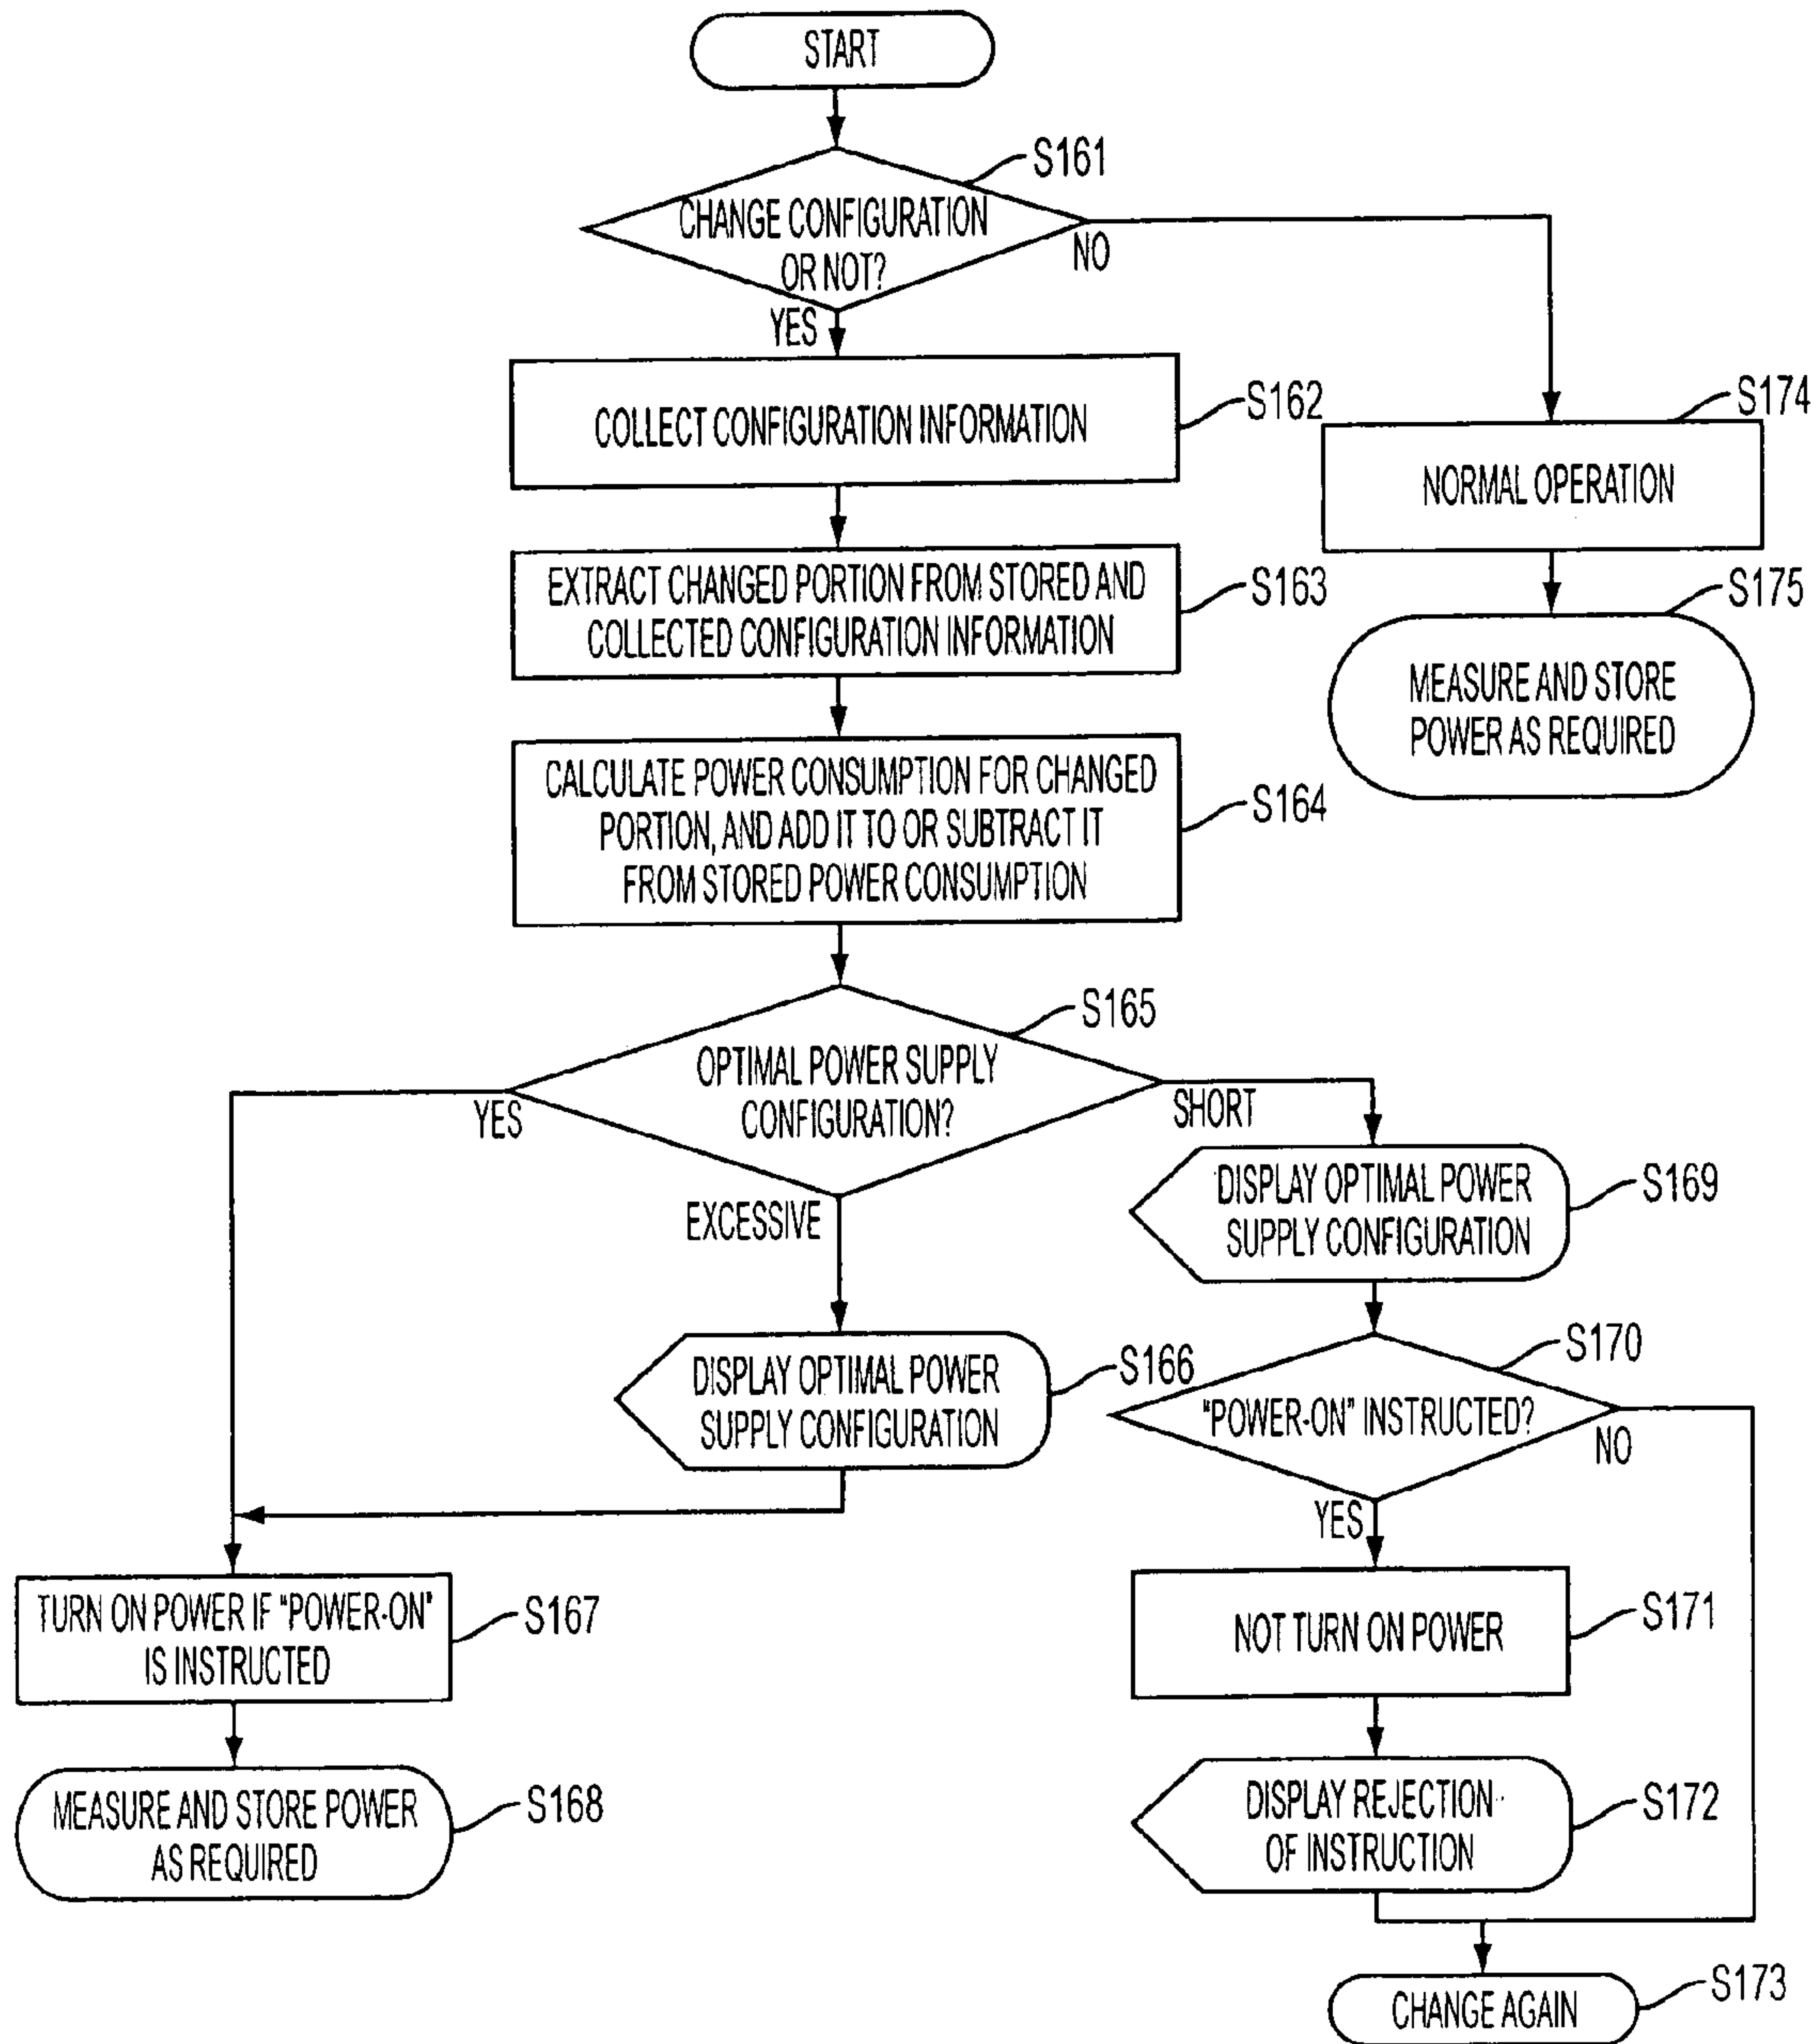 START
S161
CHANGE CONFIGURATION
OR NOT?
NO
YES
S162
COLLECT CONFIGURATION INFORMATION
S174
NORMAL OPERATION
S163
EXTRACT CHANGED PORTION FROM STORED AND
COLLECTED CONFIGURATION INFORMATION
S175
MEASURE AND STORE
POWER AS REQUIRED
S164
CALCULATE POWER CONSUMPTION FOR CHANGED
PORTION, AND ADD IT TO OR SUBTRACT IT
FROM STORED POWER CONSUMPTION
S165
OPTIMAL POWER SUPPLY
CONFIGURATION?
YES
SHORT
EXCESSIVE
S169
DISPLAY OPTIMAL POWER
SUPPLY CONFIGURATION
S166
DISPLAY OPTIMAL POWER
SUPPLY CONFIGURATION
S170
"POWER-ON" INSTRUCTED?
NO
YES
S167
TURN ON POWER IF "POWER-ON"
IS INSTRUCTED
S171
NOT TURN ON POWER
S168
MEASURE AND STORE POWER
AS REQUIRED
S172
DISPLAY REJECTION
OF INSTRUCTION
S173
CHANGE AGAIN